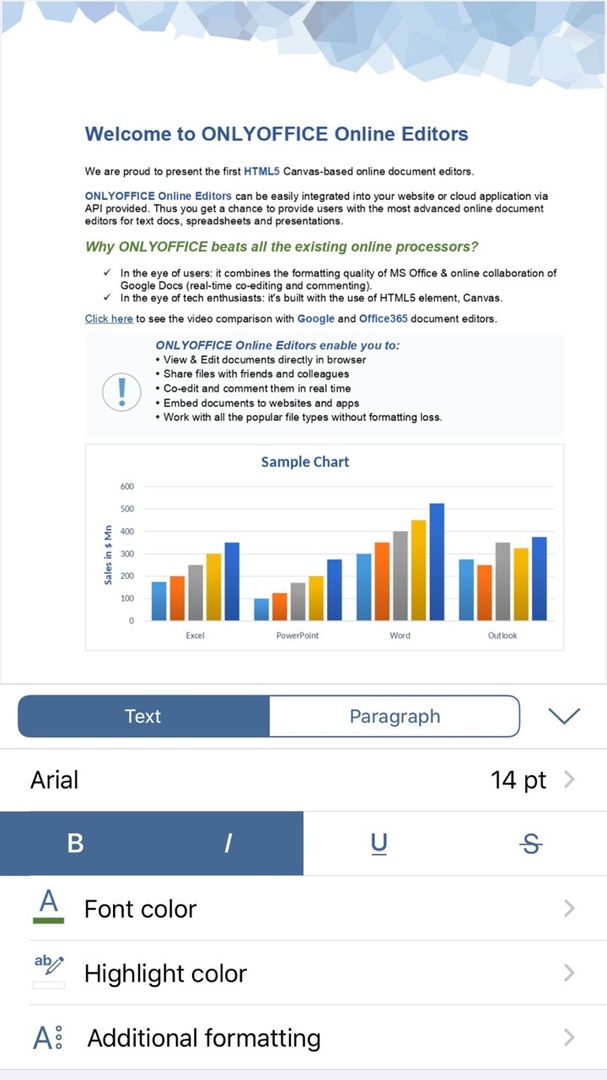 Welcome to ONLYOFFICE Online Editors
We are proud to present the first HTML5 Canvas-based online document editors.
ONLYOFFICE Online Editors can be easily integrated into your website or cloud application via
API provided. Thus you get a chance to provide users with the most advanced online document
editors for text docs, spreadsheets and presentations.
Why ONLYOFFICE beats all the existing online processors?
✓ In the eye of users: it combines the formatting quality of MS Office & online collaboration of
Google Docs (real-time co-editing and commenting).
✓ In the eye of tech enthusiasts: it's built with the use of HTML5 element, Canvas.
Click here to see the video comparison with Google and Office365 document editors.
ONLYOFFICE Online Editors enable you to:
• View & Edit documents directly in browser
• Share files with friends and colleagues
• Co-edit and comment them in real time
• Embed documents to websites and apps
• Work with all the popular file types without formatting loss.
!
Sample Chart
Sales in $ Mn
600
500
400
300
200
100
0
Excel PowerPoint Word Outlook
Text Paragraph
Arial 14 pt
B I U S
A Font color
ab Highlight color
A Additional formatting